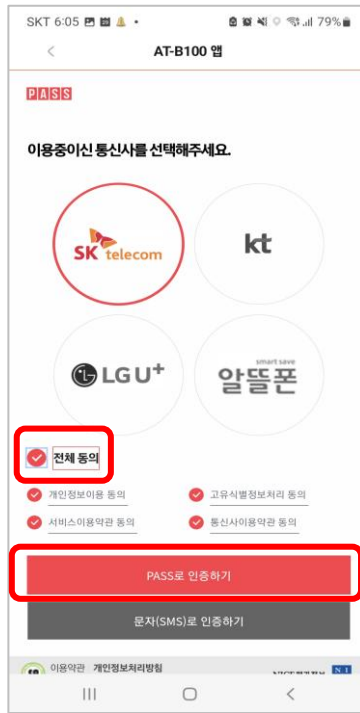 SKT 6:05
79%
AT-B100 앱
PASS
이용중이신 통신사를 선택해주세요.
SK telecom
kt
LG U+
smart save
알뜰폰
전체 동의
개인정보이용 동의
고유식별정보처리 동의
서비스이용약관 동의
통신사이용약관 동의
PASS로 인증하기
문자(SMS)로 인증하기
이용약관 개인정보처리방침